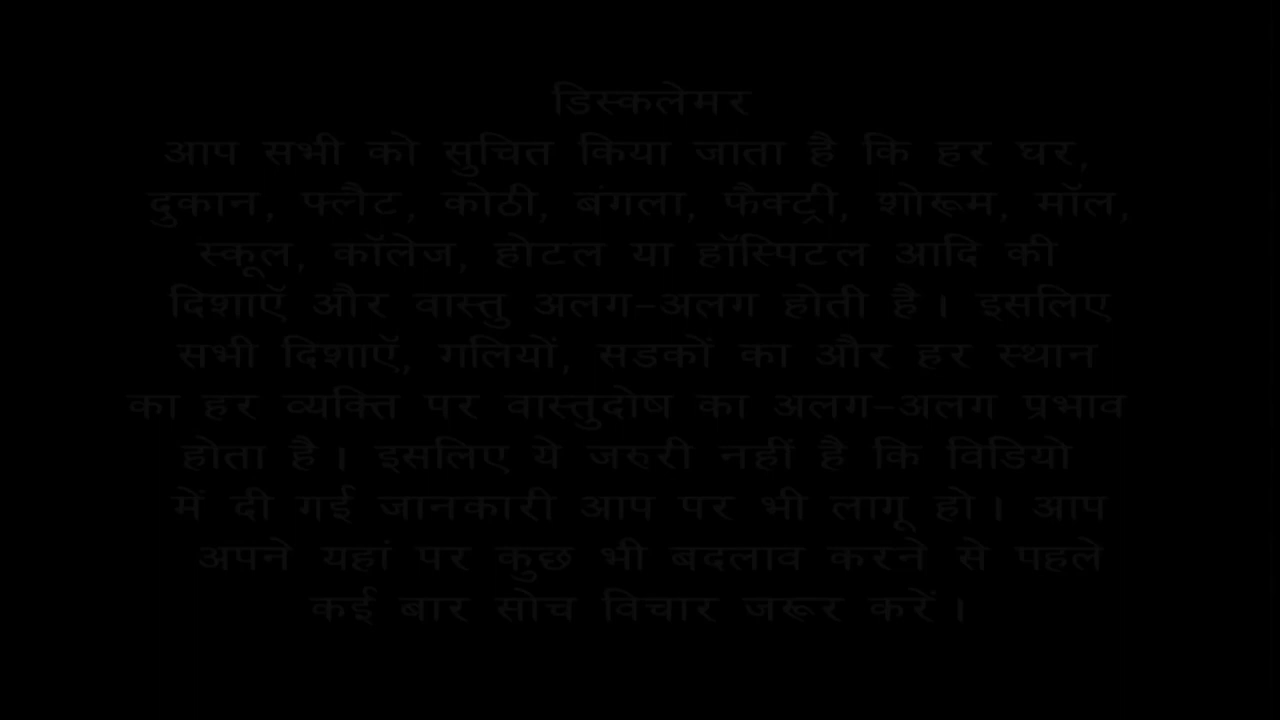 डिस्कलेमर
आप सभी को सुचित किया जाता है कि हर घर,
दुकान, फ्लैट, कोठी, बंगला, फैक्ट्री, शोरूम, मॉल,
स्कूल, कॉलेज, होटल या हॉस्पिटल आदि की
दिशाऍ और वास्तु अलग-अलग होती है। इसलिए
सभी दिशाऍ, गलियों, सडकों का और हर स्थान
का हर व्यक्ति पर वास्तुदोष का अलग-अलग प्रभाव
होता है। इसलिए ये जरुरी नहीं है कि विडियो
में दी गई जानकारी आप पर भी लागू हो। आप
अपने यहां पर कुछ भी बदलाव करने से पहले
कई बार सोच विचार जरूर करें।